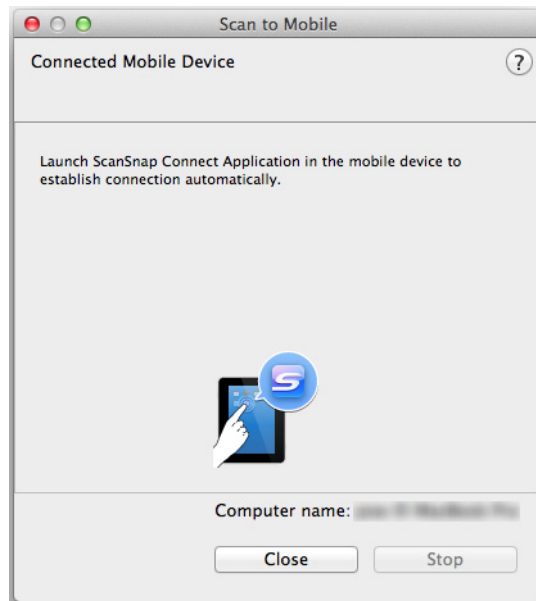 Scan to Mobile
Connected Mobile Device
?
Launch ScanSnap Connect Application in the mobile device to
establish connection automatically.
S
Computer name:
Close
Stop